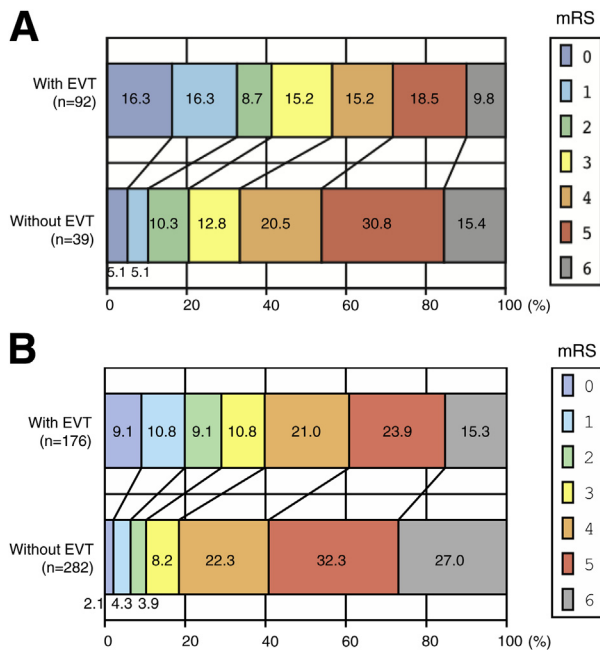 A
mRS
With EVT
(n=92)
16.3 16.3 8.7 15.2 15.2 18.5 9.8
0
1
2
3
4
5
6
Without EVT
(n=39)
10.3 12.8 20.5 30.8 15.4
5.1 5.1
0 20 40 60 80 100 (%)
B
mRS
With EVT
(n=176)
9.1 10.8 9.1 10.8 21.0 23.9 15.3
0
1
2
3
4
5
6
Without EVT
(n=282)
8.2 22.3 32.3 27.0
2.1 4.3 3.9
0 20 40 60 80 100 (%)